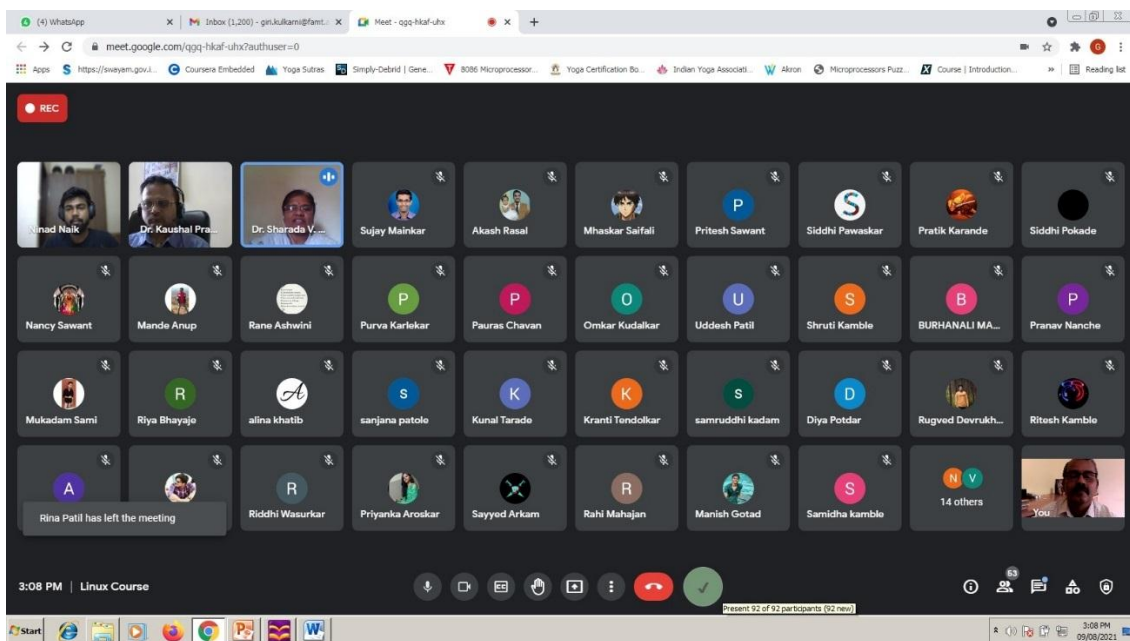 (4) WhatsApp
Inbox (1,200) - giri.kulkarni@famt.
Meet - qgq-hkaf-uhx
meet.google.com/qgq-hkaf-uhx?authuser=0
G
Apps
https://swayam.gov.i...
Coursera Embedded
Yoga Sutras
Simply-Debrid | Gene...
8086 Microprocessor...
Yoga Certification Bo...
Indian Yoga Associati...
Akron
Microprocessors Puzz...
Course | Introduction...
Reading list
REC
Ninad Naik
Dr. Kaushal Pra...
Dr. Sharada V. ...
Sujay Mainkar
Akash Rasal
Mhaskar Saifali
P
Pritesh Sawant
S
Siddhi Pawaskar
Pratik Karande
Siddhi Pokade
Nancy Sawant
Mande Anup
Rane Ashwini
P
Purva Karlekar
P
Pauras Chavan
O
Omkar Kudalkar
U
Uddesh Patil
S
Shruti Kamble
B
BURHANALI MA...
P
Pranav Nanche
Mukadam Sami
R
Riya Bhayaje
A
alina khatib
s
sanjana patole
K
Kunal Tarade
K
Kranti Tendolkar
s
samruddhi kadam
D
Diya Potdar
Rugved Devrukh...
Ritesh Kamble
A
Rina Patil has left the meeting
R
Riddhi Wasurkar
Priyanka Aroskar
Sayyed Arkam
R
Rahi Mahajan
Manish Gotad
S
Samidha kamble
N V
14 others
You
3:08 PM | Linux Course
CC
63
Present 92 of 92 participants (92 new)
Start
3:08 PM
09/08/2021